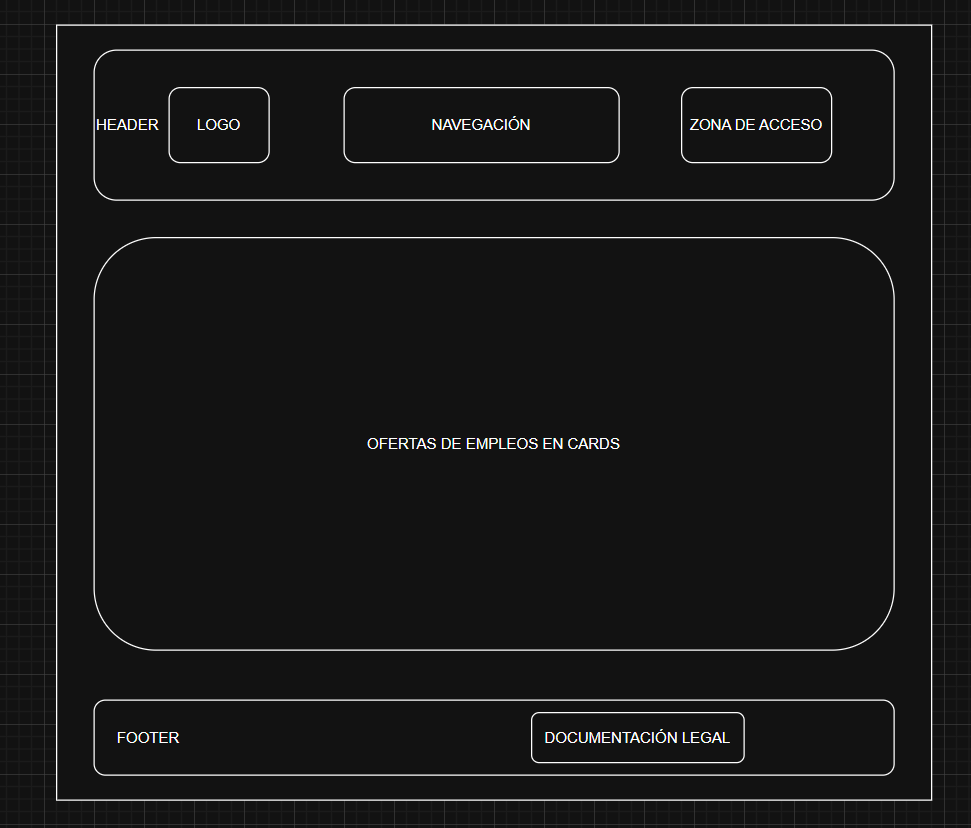 HEADER
LOGO
NAVEGACIÓN
ZONA DE ACCESO
OFERTAS DE EMPLEOS EN CARDS
FOOTER
DOCUMENTACIÓN LEGAL